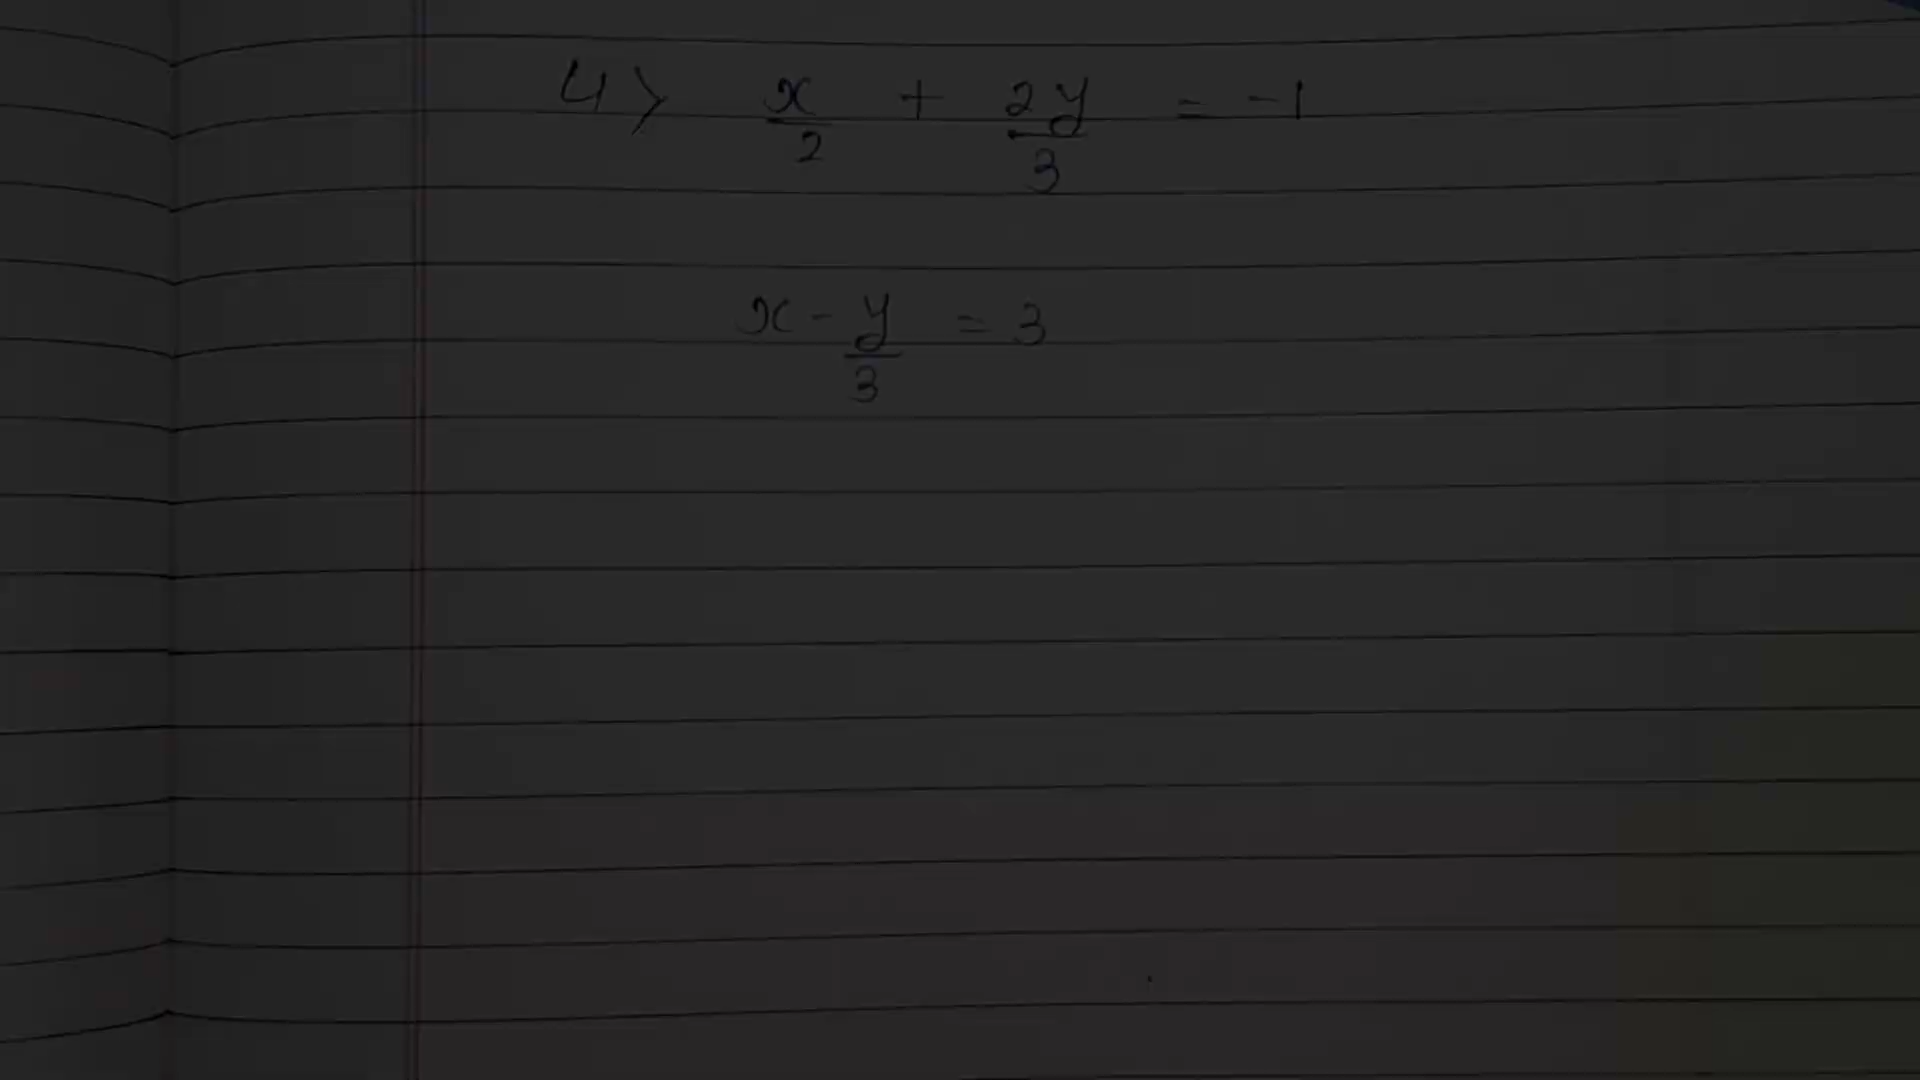 4> x/2 + 2y/3 = -1
x - y/3 = 3